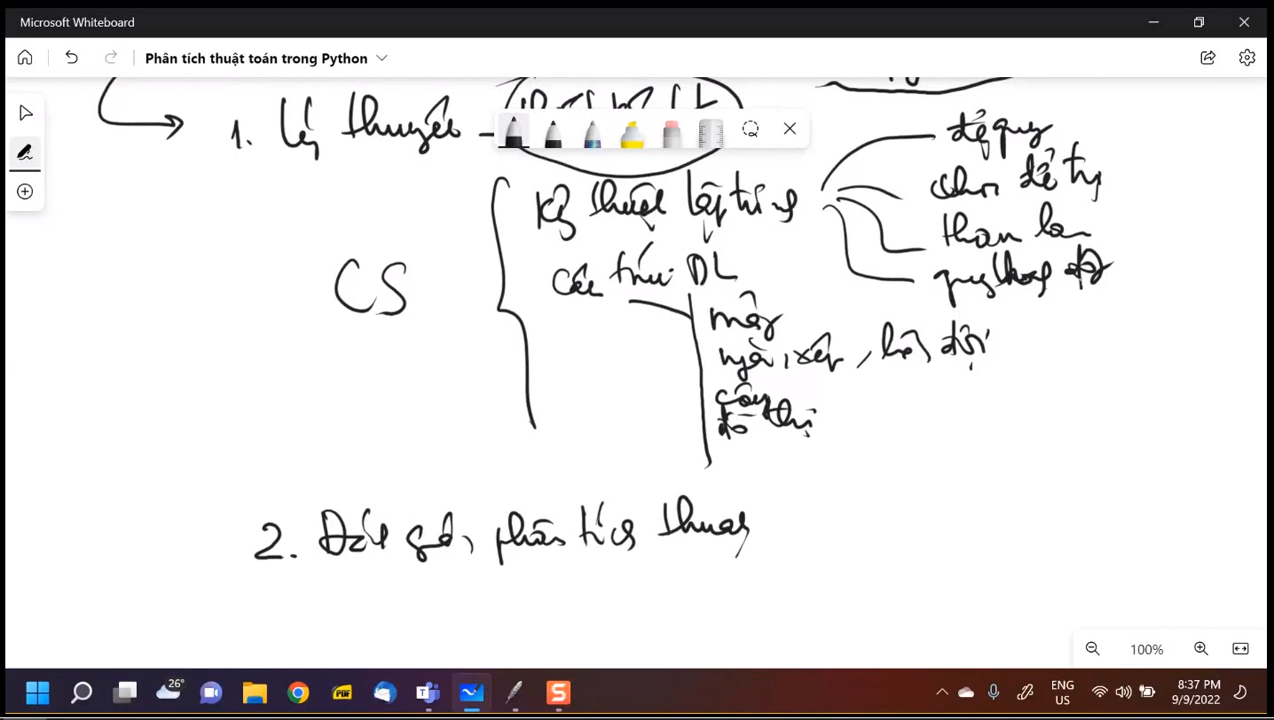 Microsoft Whiteboard
Phân tích thuật toán trong Python
1. Lý thuyết
Kỹ thuật lập trình
đệ quy
chia để trị
tham lam
quy hoạch động
CS
Cấu trúc DL
mảng
ngăn xếp, hàng đợi
cây
đồ thị
2. Đánh giá, phân tích thuật
100%
26°
ENG
US
8:37 PM
9/9/2022